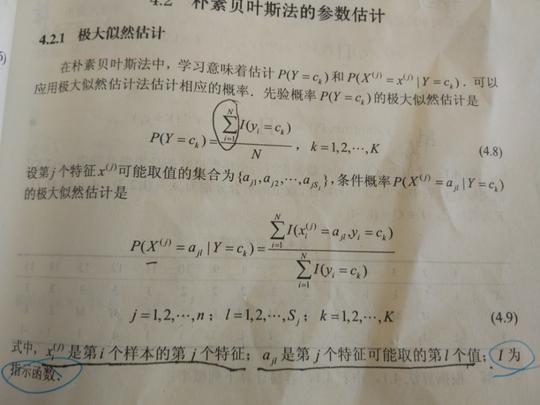 4.2 朴素贝叶斯法的参数估计
4.2.1 极大似然估计
在朴素贝叶斯法中，学习意味着估计 P(Y = c_k) 和 P(X^{(j)} = x^{(j)} | Y = c_k)．可以
应用极大似然估计法估计相应的概率．先验概率 P(Y = c_k) 的极大似然估计是
P(Y = c_k) = \frac{\sum_{i=1}^{N} I(y_i = c_k)}{N}， k = 1,2,⋯,K (4.8)
设第 j 个特征 x^{(j)} 可能取值的集合为 {a_{j1}, a_{j2}, ⋯, a_{jS_j}}，条件概率 P(X^{(j)} = a_{jl} | Y = c_k)
的极大似然估计是
P(X^{(j)} = a_{jl} | Y = c_k) = \frac{\sum_{i=1}^{N} I(x_i^{(j)} = a_{jl}, y_i = c_k)}{\sum_{i=1}^{N} I(y_i = c_k)}
j = 1,2,⋯,n； l = 1,2,⋯,S_j； k = 1,2,⋯,K (4.9)
式中，x_i^{(j)} 是第 i 个样本的第 j 个特征；a_{jl} 是第 j 个特征可能取的第 l 个值；I 为
指示函数．